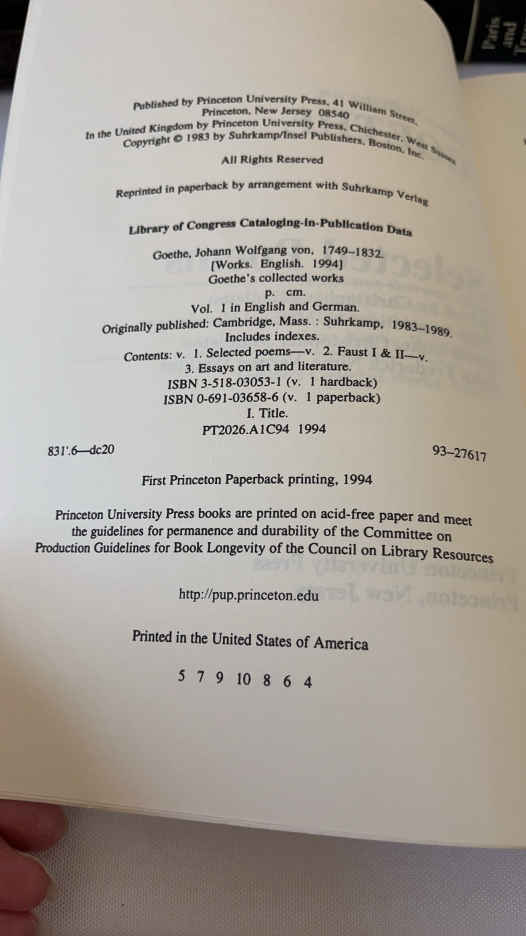 Paris
and
Published by Princeton University Press, 41 William Street,
Princeton, New Jersey 08540
In the United Kingdom by Princeton University Press, Chichester, West Sussex
Copyright © 1983 by Suhrkamp/Insel Publishers, Boston, Inc.
All Rights Reserved
Reprinted in paperback by arrangement with Suhrkamp Verlag
Library of Congress Cataloging-in-Publication Data
Goethe, Johann Wolfgang von, 1749–1832.
[Works. English. 1994]
Goethe's collected works
p. cm.
Vol. 1 in English and German.
Originally published: Cambridge, Mass. : Suhrkamp, 1983–1989.
Includes indexes.
Contents: v. 1. Selected poems—v. 2. Faust I & II—v.
3. Essays on art and literature.
ISBN 3-518-03053-1 (v. 1 hardback)
ISBN 0-691-03658-6 (v. 1 paperback)
I. Title.
PT2026.A1C94 1994
831'.6—dc20 93–27617
First Princeton Paperback printing, 1994
Princeton University Press books are printed on acid-free paper and meet
the guidelines for permanence and durability of the Committee on
Production Guidelines for Book Longevity of the Council on Library Resources
http://pup.princeton.edu
Printed in the United States of America
5 7 9 10 8 6 4